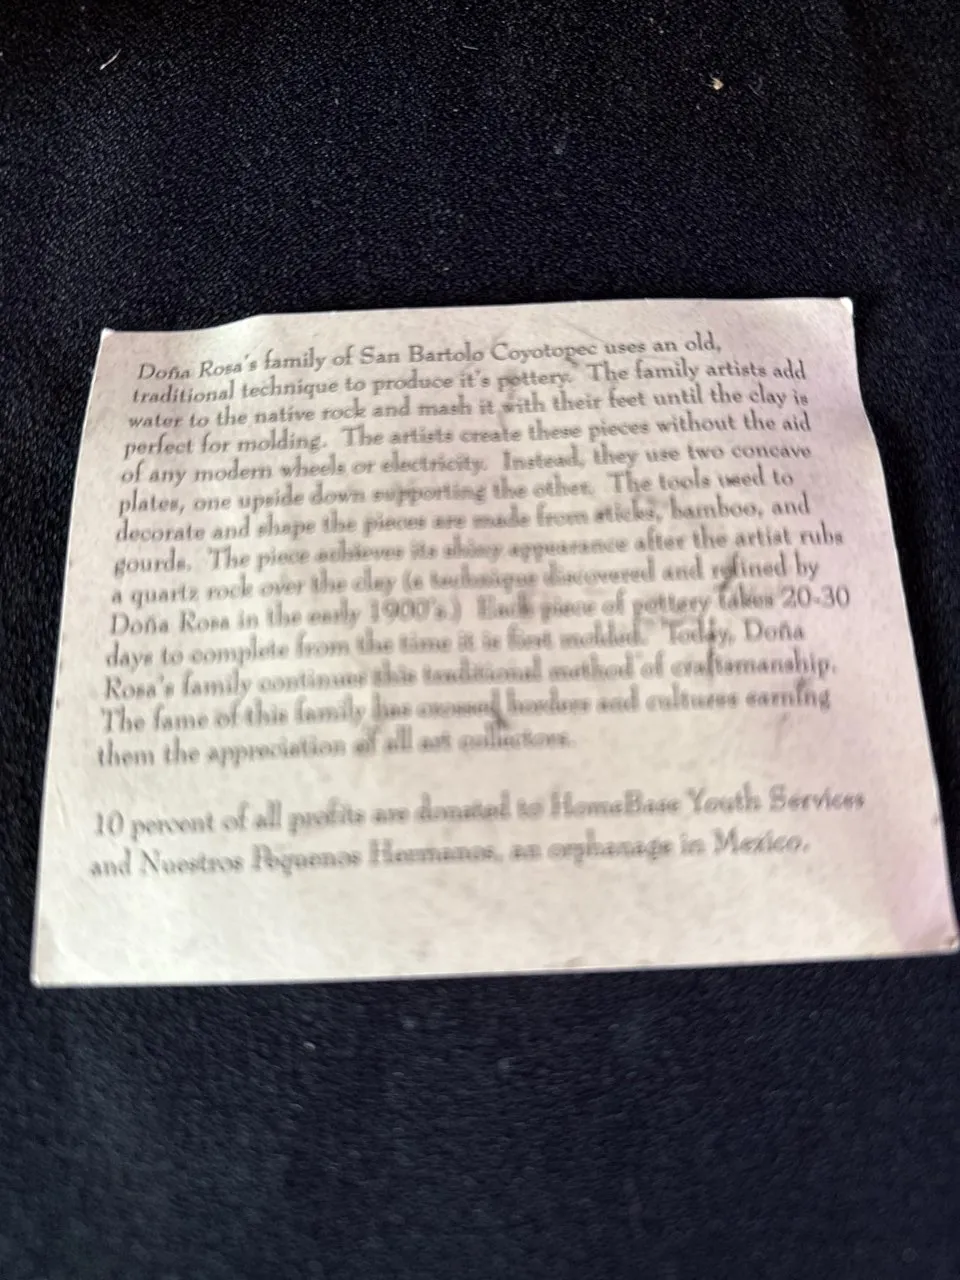 Doña Rosa's family of San Bartolo Coyotopec uses an old,
traditional technique to produce it's pottery. The family artists add
water to the native rock and mash it with their feet until the clay is
perfect for molding. The artists create these pieces without the aid
of any modern wheels or electricity. Instead, they use two concave
plates, one upside down supporting the other. The tools used to
decorate and shape the pieces are made from sticks, bamboo, and
gourds. The piece achieves its shiny appearance after the artist rubs
a quartz rock over the clay (a technique discovered and refined by
Doña Rosa in the early 1900's.) Each piece of pottery takes 20-30
days to complete from the time it is first molded. Today, Doña
Rosa's family continues this traditional method of craftsmanship.
The fame of this family has crossed borders and cultures earning
them the appreciation of all art collectors.
10 percent of all profits are donated to HomeBase Youth Services
and Nuestros Pequenos Hermanos, an orphanage in Mexico.